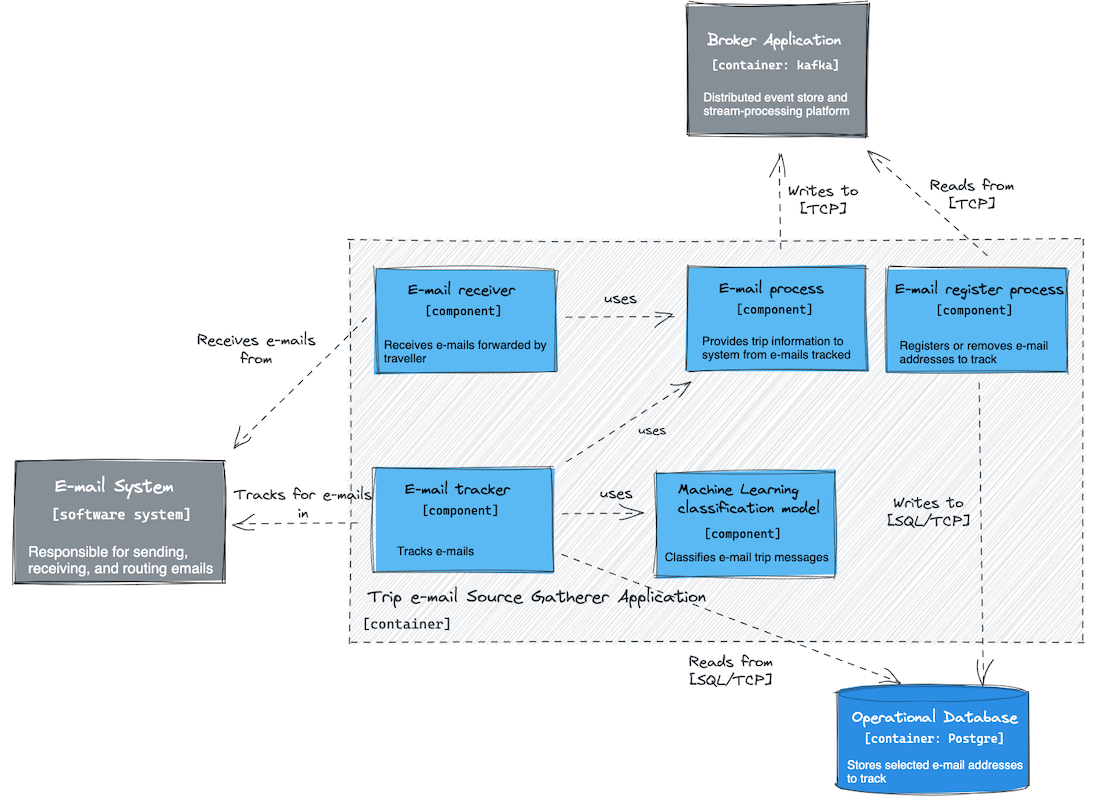 Broker Application
[container: kafka]
Distributed event store and
stream-processing platform
Writes to
[TCP]
Reads from
[TCP]
E-mail receiver
[component]
Receives e-mails forwarded by
traveller
uses
E-mail process
[component]
Provides trip information to
system from e-mails tracked
E-mail register process
[component]
Registers or removes e-mail
addresses to track
Receives e-mails
from
uses
E-mail System
[software system]
Responsible for sending,
receiving, and routing emails
Tracks for e-mails
in
E-mail tracker
[component]
Tracks e-mails
uses
Machine Learning
classification model
[component]
Classifies e-mail trip messages
Writes to
[SQL/TCP]
Trip e-mail Source Gatherer Application
[container]
Reads from
[SQL/TCP]
Operational Database
[container: Postgre]
Stores selected e-mail addresses
to track